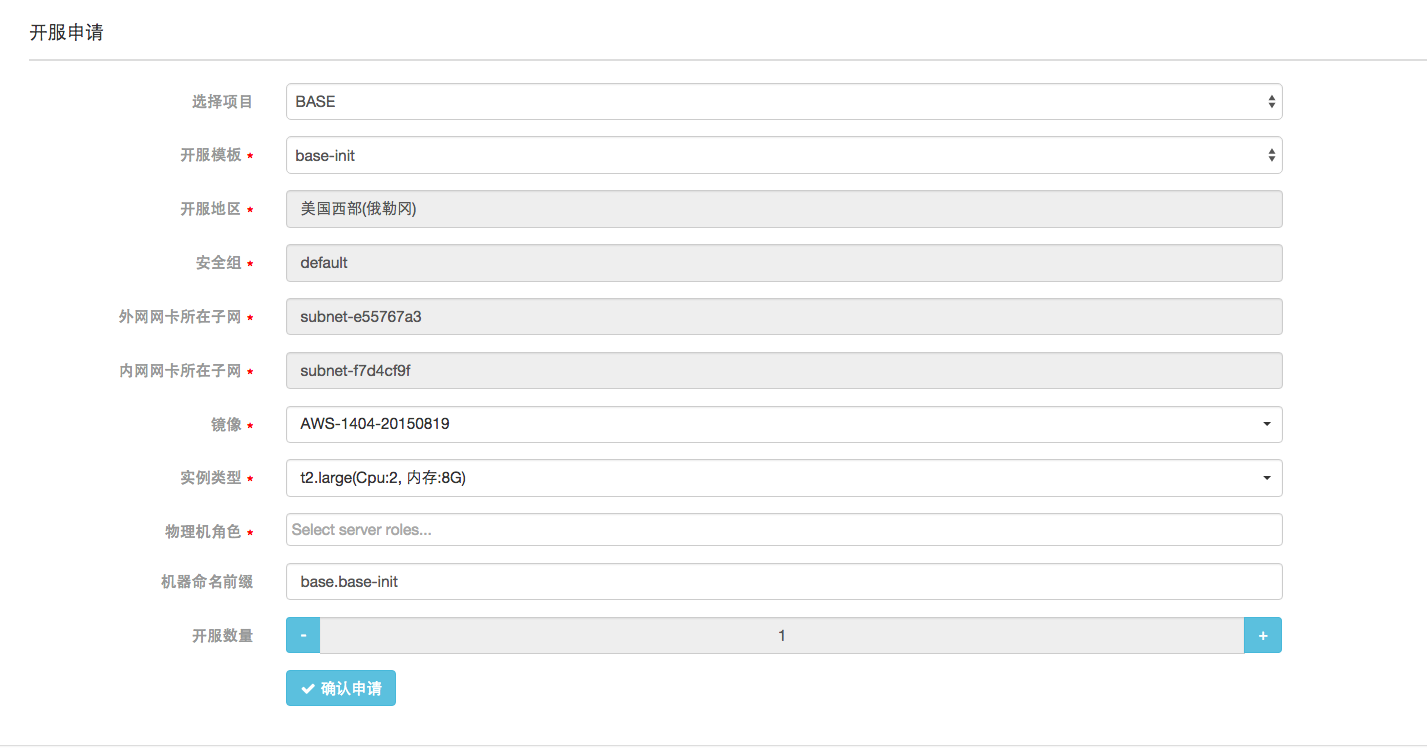 开服申请
选择项目 BASE
开服模板 * base-init
开服地区 * 美国西部(俄勒冈)
安全组 * default
外网网卡所在子网 * subnet-e55767a3
内网网卡所在子网 * subnet-f7d4cf9f
镜像 * AWS-1404-20150819
实例类型 * t2.large(Cpu:2, 内存:8G)
物理机角色 * Select server roles...
机器命名前缀 base.base-init
开服数量 - 1 +
确认申请